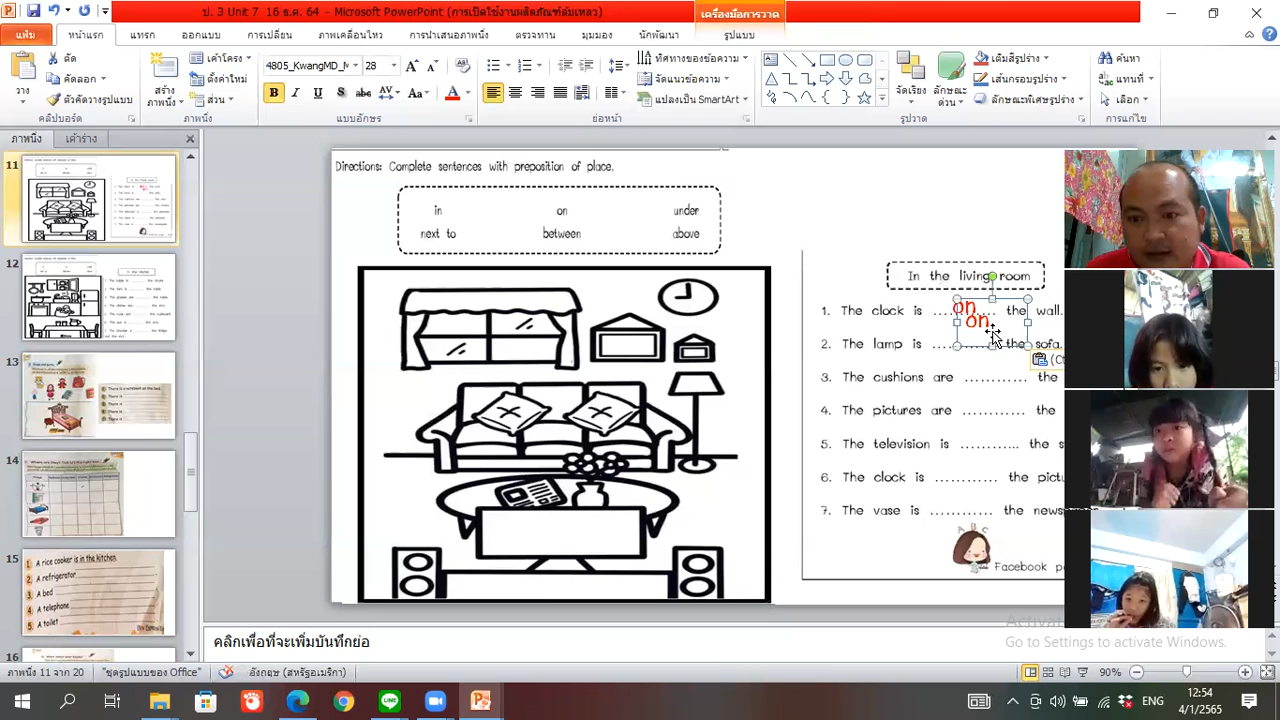 ป. 3 Unit 7 16 ธ.ค. 64 - Microsoft PowerPoint (การเปิดใช้งานผลิตภัณฑ์ล้มเหลว)
เครื่องมือการวาด
แฟ้ม หน้าแรก แทรก ออกแบบ การเปลี่ยน ภาพเคลื่อนไหว การนำเสนอภาพนิ่ง ตรวจทาน มุมมอง นักพัฒนา รูปแบบ
วาง
ตัด
คัดลอก
ตัวคัดวางรูปแบบ
คลิปบอร์ด
สร้าง
ภาพนิ่ง
เค้าโครง
ตั้งค่าใหม่
ส่วน
ภาพนิ่ง
4805_KwangMD_N 28
แบบอักษร
ทิศทางของข้อความ
จัดแนวข้อความ
แปลงเป็น SmartArt
ย่อหน้า
จัดเรียง
ลักษณะ
ด่วน
เติมสีรูปร่าง
เส้นกรอบรูปร่าง
ลักษณะพิเศษรูปร่าง
รูปวาด
ค้นหา
แทนที่
เลือก
การแก้ไข
ภาพนิ่ง เค้าร่าง
11
12
13
14
15
1. A rice cooker is in the kitchen.
2. A refrigerator
3. A bed
4. A telephone
5. A toilet
16
Directions: Complete sentences with preposition of place.
in on under
next to between above
In the living room
1. The clock is ............ the wall.
on
on
2. The lamp is ............ the sofa.
3. The cushions are ............ the
4. The pictures are ............ the
5. The television is ............ the s
6. The clock is ............ the pictu
7. The vase is ............ the newspaper
A B C
Facebook p
(C
Activat
Go to Settings to activate Windows.
คลิกเพื่อที่จะเพิ่มบันทึกย่อ
ภาพนิ่ง 11 จาก 20 "ชุดรูปแบบของ Office" อังกฤษ (สหรัฐอเมริกา) 90%
ENG
12:54
4/1/2565